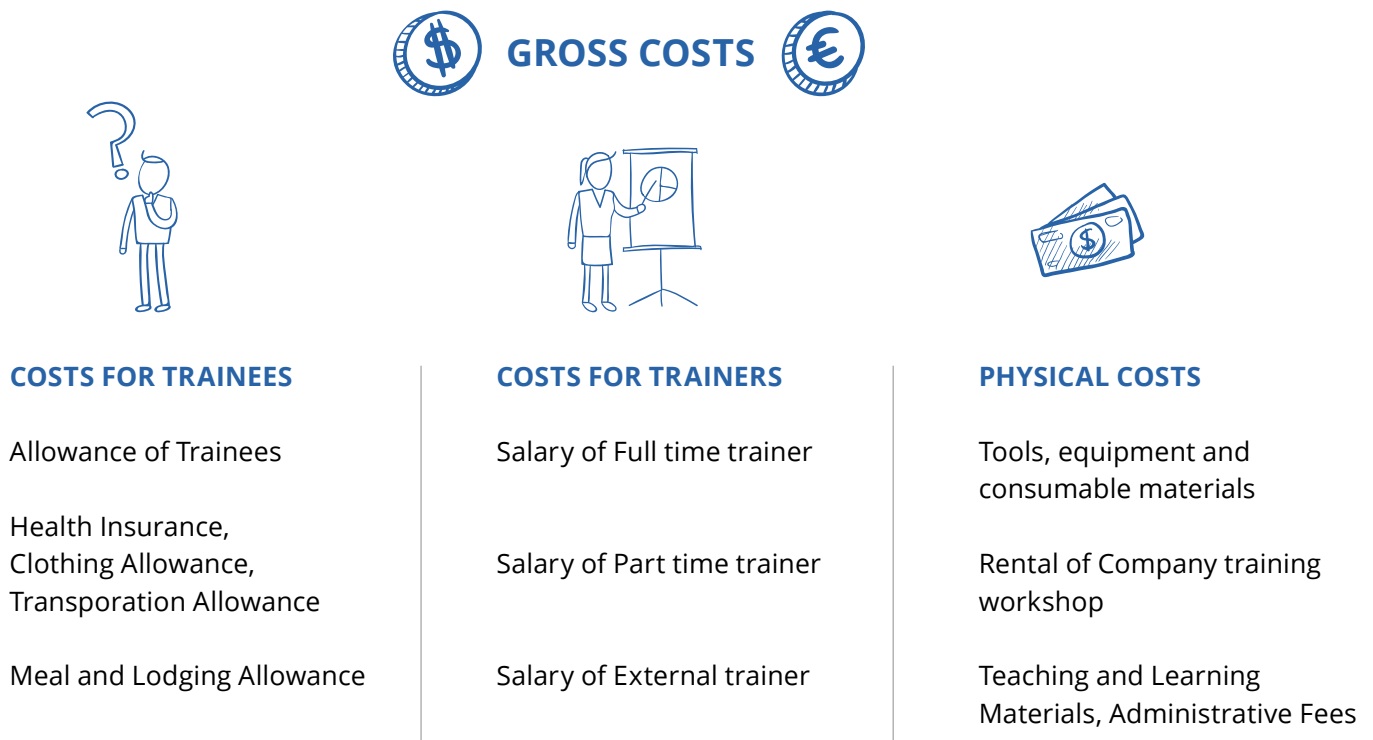 GROSS COSTS
COSTS FOR TRAINEES
Allowance of Trainees
Health Insurance,
Clothing Allowance,
Transporation Allowance
Meal and Lodging Allowance
COSTS FOR TRAINERS
Salary of Full time trainer
Salary of Part time trainer
Salary of External trainer
PHYSICAL COSTS
Tools, equipment and
consumable materials
Rental of Company training
workshop
Teaching and Learning
Materials, Administrative Fees